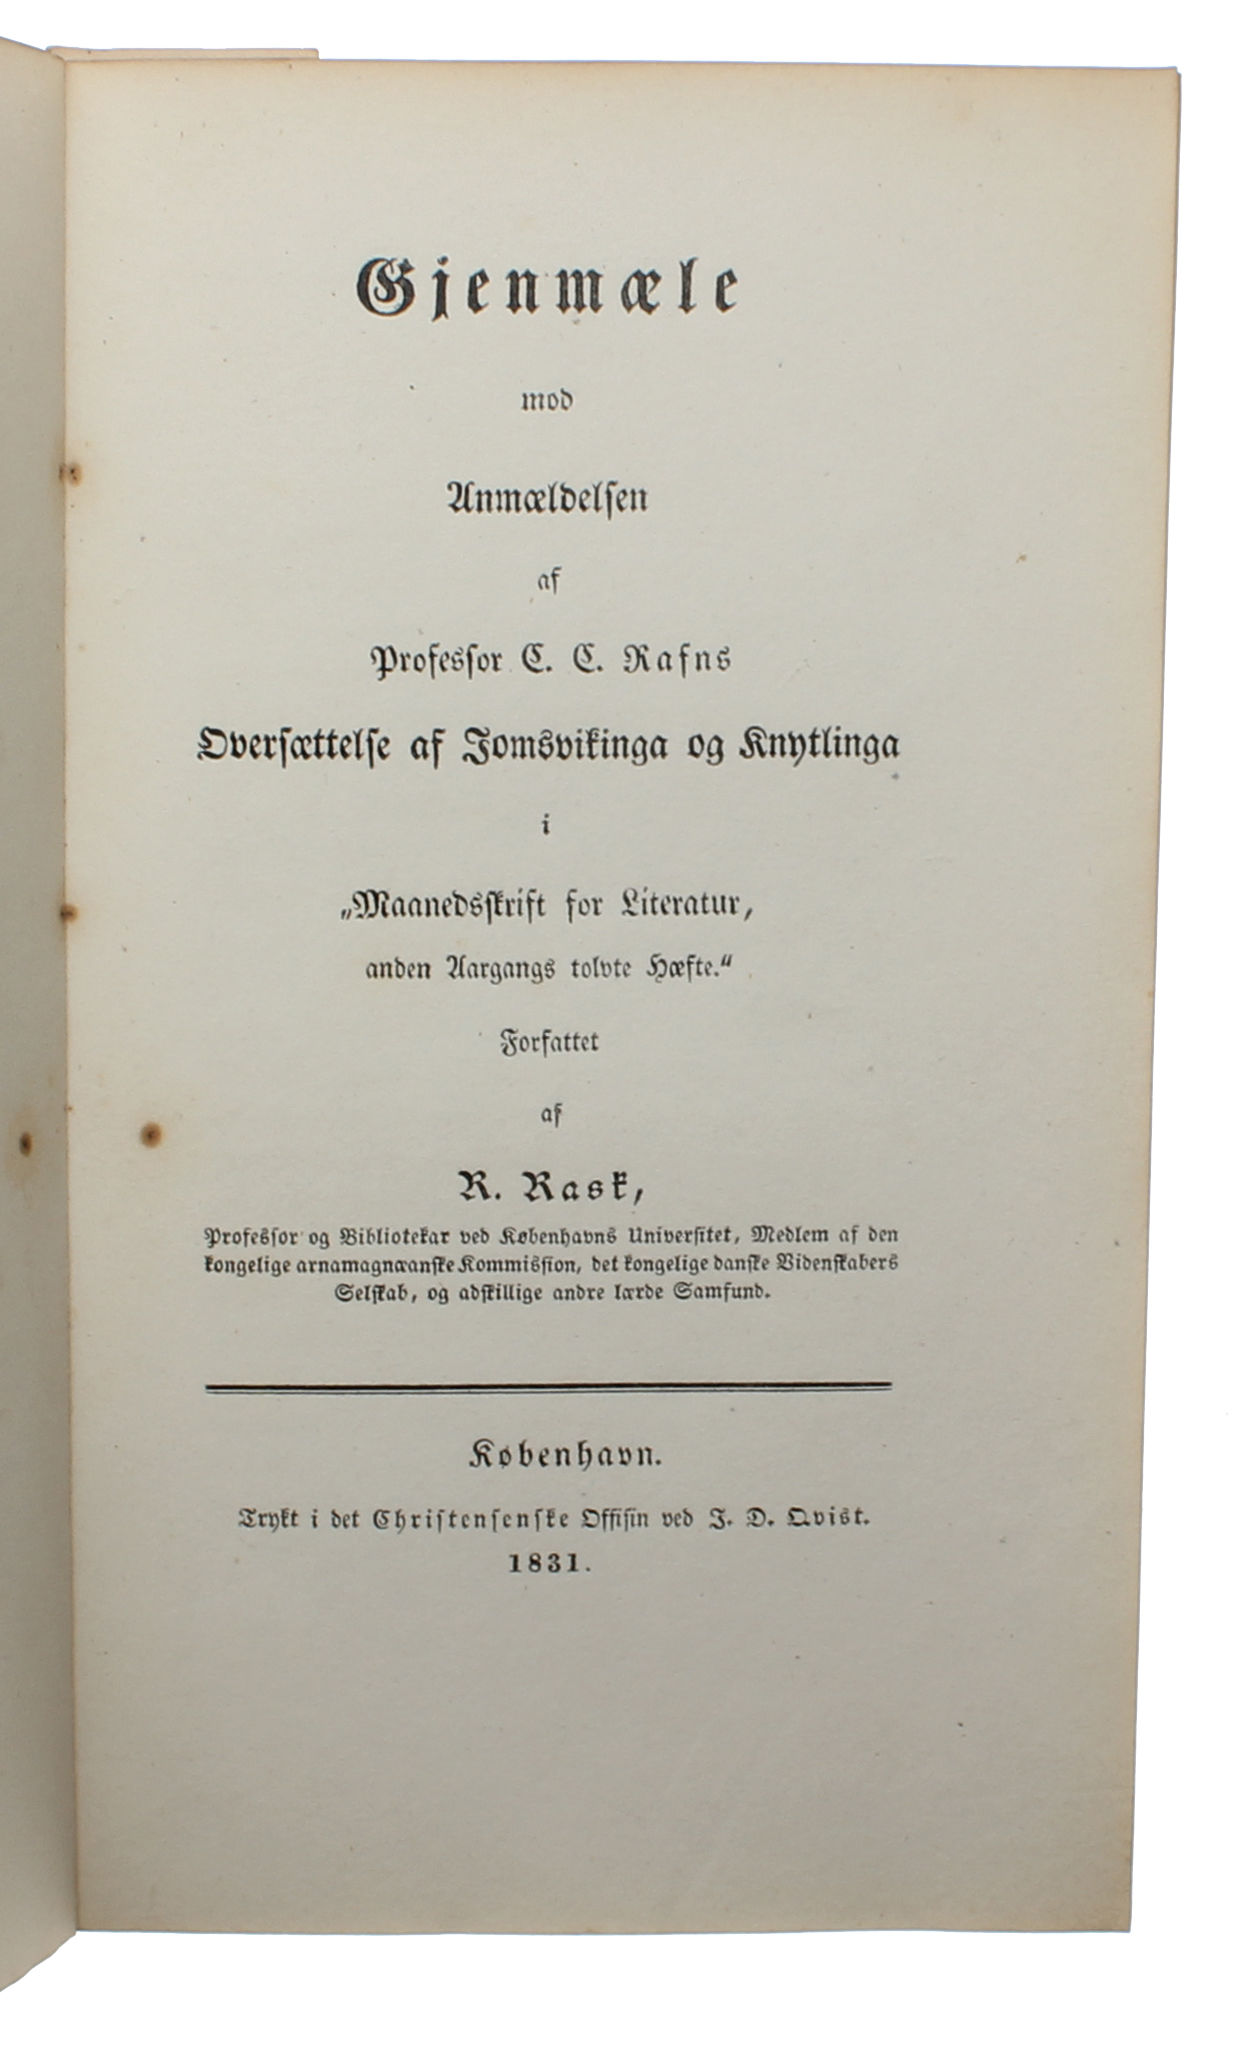 Gjenmæle
mod
Anmældelsen
af
Professor C. C. Rafns
Oversættelse af Jomsvikinga og Knytlinga
i
„Maanedsskrift for Literatur,
anden Aargangs tolvte Hæfte.“
Forfattet
af
R. Rask,
Professor og Bibliotekar ved Københavns Universitet, Medlem af den
kongelige arnamagnæanske Kommission, det kongelige danske Videnskabers
Selskab, og adskillige andre lærde Samfund.
København.
Trykt i det Christensenske Offisin ved J. D. Qvist.
1831.